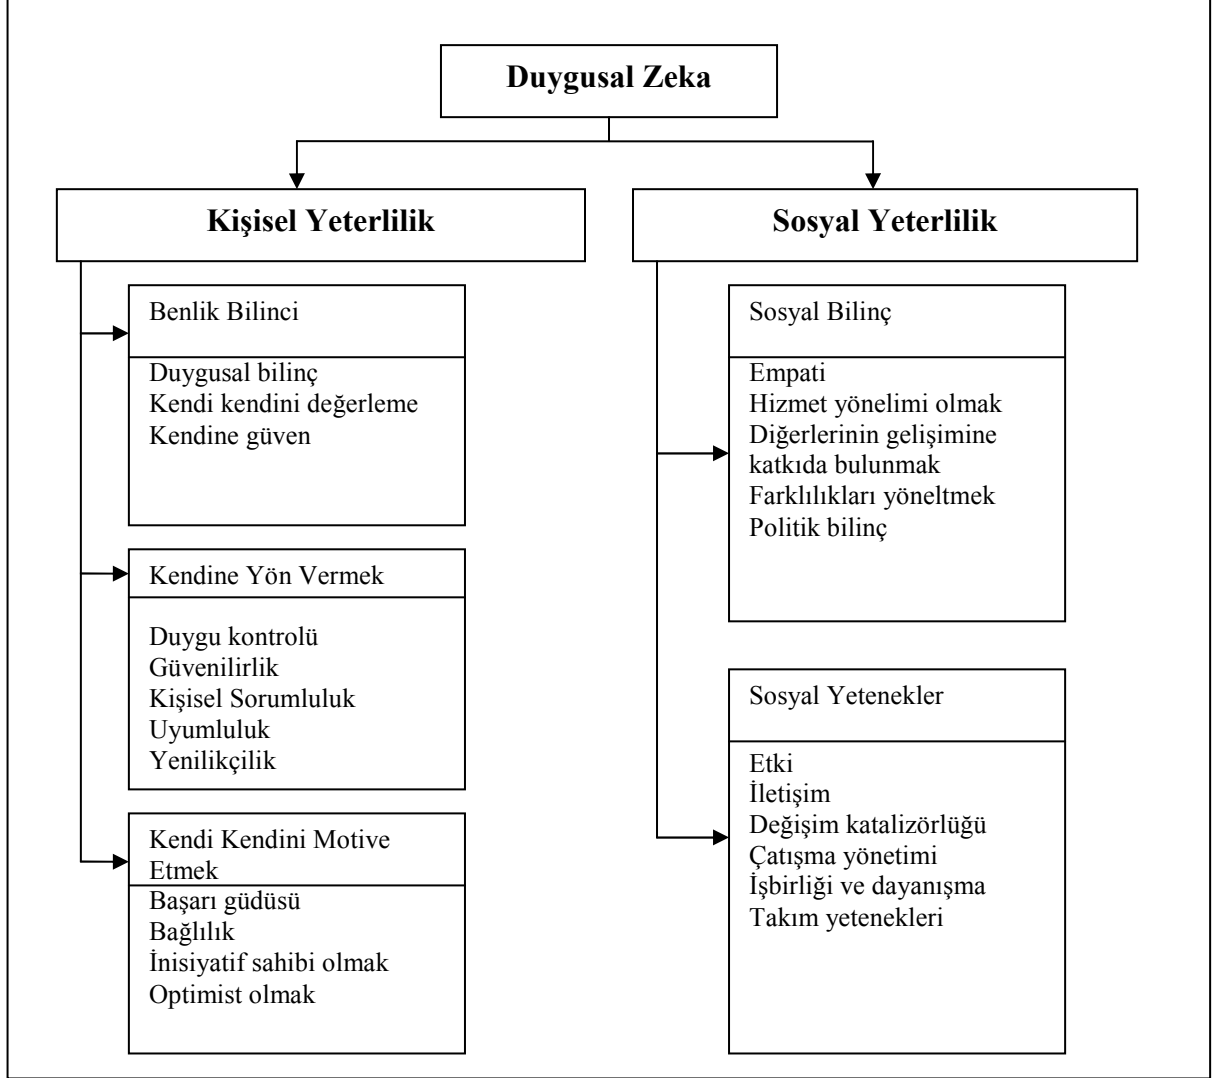 Duygusal Zeka
Kişisel Yeterlilik
Benlik Bilinci
Duygusal bilinç
Kendi kendini değerleme
Kendine güven
Kendine Yön Vermek
Duygu kontrolü
Güvenilirlik
Kişisel Sorumluluk
Uyumluluk
Yenilikçilik
Kendi Kendini Motive
Etmek
Başarı güdüsü
Bağlılık
İnisiyatif sahibi olmak
Optimist olmak
Sosyal Yeterlilik
Sosyal Bilinç
Empati
Hizmet yönelimi olmak
Diğerlerinin gelişimine
katkıda bulunmak
Farklılıkları yöneltmek
Politik bilinç
Sosyal Yetenekler
Etki
İletişim
Değişim katalizörlüğü
Çatışma yönetimi
İşbirliği ve dayanışma
Takım yetenekleri